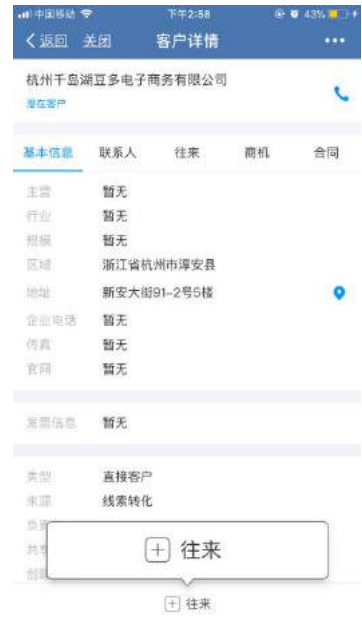 中国移动 下午2:58 43%
返回 关闭 客户详情
杭州千岛湖豆多电子商务有限公司
潜在客户
基本信息 联系人 往来 商机 合同
主营 暂无
行业 暂无
规模 暂无
区域 浙江省杭州市淳安县
地址 新安大街91-2号5楼
企业电话 暂无
传真 暂无
官网 暂无
发票信息 暂无
类型 直接客户
来源 线索转化
往来
往来